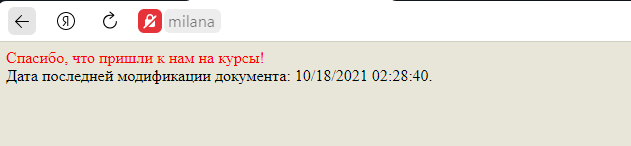 Я milana
Спасибо, что пришли к нам на курсы!
Дата последней модификации документа: 10/18/2021 02:28:40.